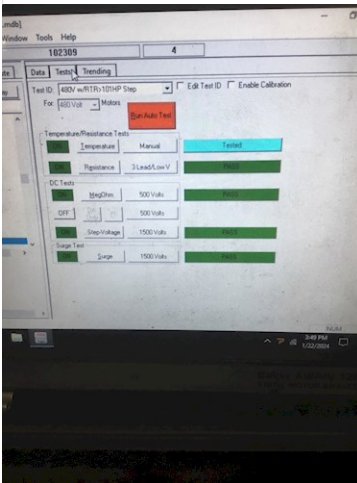 .mdb]
Window Tools Help
102309 4
Data Tests Trending
Test ID: 480V w/RTR>101HP Step Edit Test ID Enable Calibration
For: 480 Volt Motors
Run Auto Test
Temperature/Resistance Tests
ON Temperature Manual Tested
ON Resistance 3 Lead/Low V PASS
DC Tests
ON MegOhm 500 Volts PASS
OFF 500 Volts
ON Step-Voltage 1500 Volts PASS
Surge Test
ON Surge 1500 Volts PASS
NUM
3:49 PM
1/22/2024